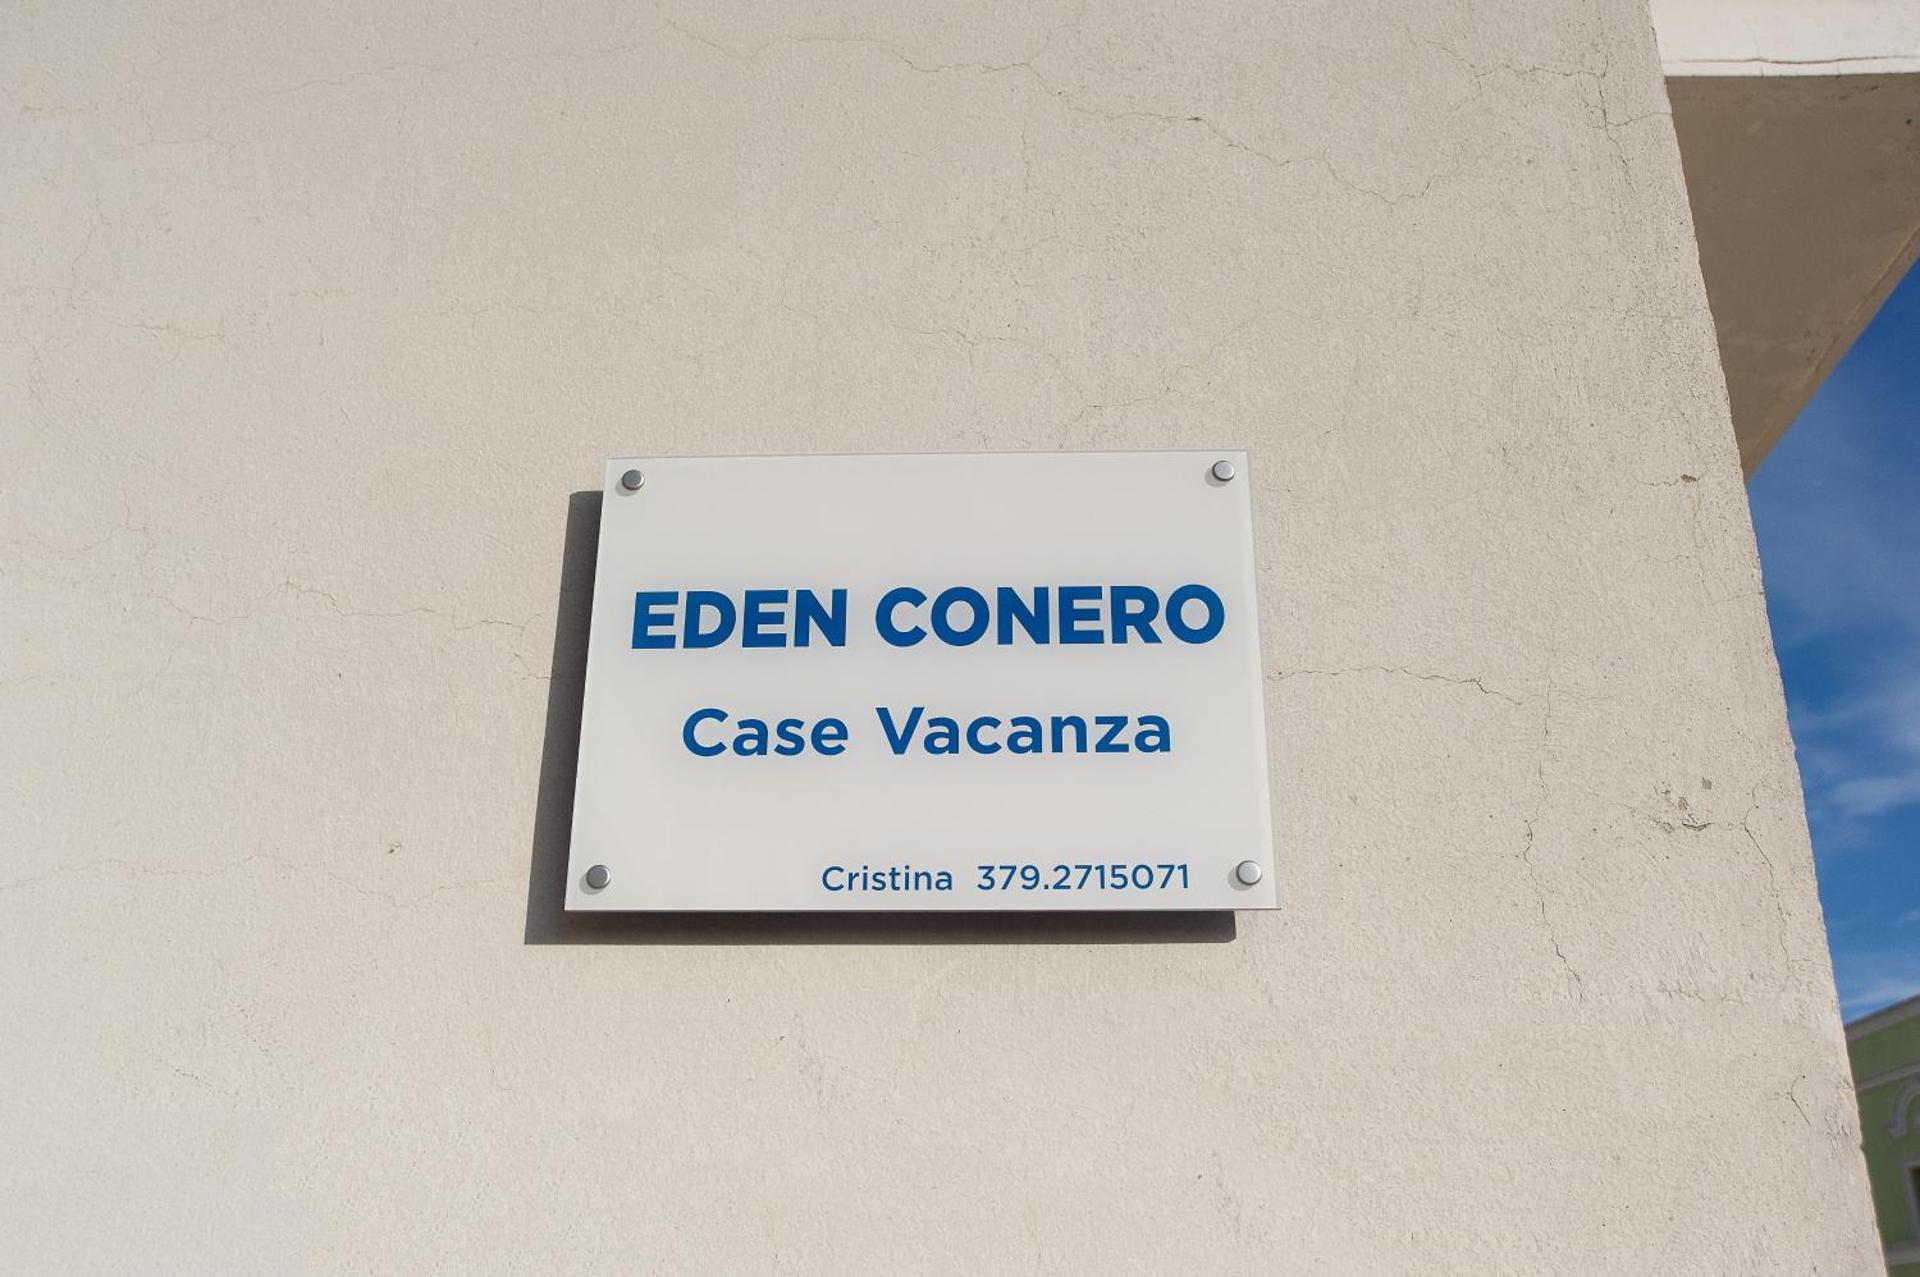 EDEN CONERO
Case Vacanza
Cristina 379.2715071